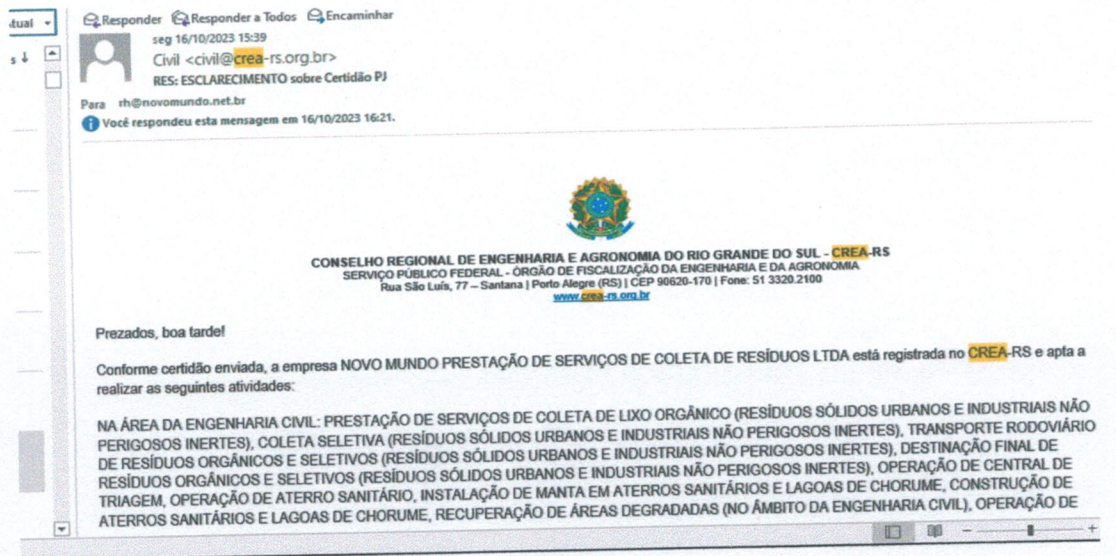 tual
Responder Responder a Todos Encaminhar
seg 16/10/2023 15:39
s ↓
Civil <civil@crea-rs.org.br>
RES: ESCLARECIMENTO sobre Certidão PJ
Para rh@novomundo.net.br
Você respondeu esta mensagem em 16/10/2023 16:21.
CONSELHO REGIONAL DE ENGENHARIA E AGRONOMIA DO RIO GRANDE DO SUL - CREA-RS
SERVIÇO PÚBLICO FEDERAL - ÓRGÃO DE FISCALIZAÇÃO DA ENGENHARIA E DA AGRONOMIA
Rua São Luís, 77 – Santana | Porto Alegre (RS) | CEP 90620-170 | Fone: 51 3320.2100
www.crea-rs.org.br
Prezados, boa tarde!
Conforme certidão enviada, a empresa NOVO MUNDO PRESTAÇÃO DE SERVIÇOS DE COLETA DE RESÍDUOS LTDA está registrada no CREA-RS e apta a
realizar as seguintes atividades:
NA ÁREA DA ENGENHARIA CIVIL: PRESTAÇÃO DE SERVIÇOS DE COLETA DE LIXO ORGÂNICO (RESÍDUOS SÓLIDOS URBANOS E INDUSTRIAIS NÃO
PERIGOSOS INERTES), COLETA SELETIVA (RESÍDUOS SÓLIDOS URBANOS E INDUSTRIAIS NÃO PERIGOSOS INERTES), TRANSPORTE RODOVIÁRIO
DE RESÍDUOS ORGÂNICOS E SELETIVOS (RESÍDUOS SÓLIDOS URBANOS E INDUSTRIAIS NÃO PERIGOSOS INERTES), DESTINAÇÃO FINAL DE
RESÍDUOS ORGÂNICOS E SELETIVOS (RESÍDUOS SÓLIDOS URBANOS E INDUSTRIAIS NÃO PERIGOSOS INERTES), OPERAÇÃO DE CENTRAL DE
TRIAGEM, OPERAÇÃO DE ATERRO SANITÁRIO, INSTALAÇÃO DE MANTA EM ATERROS SANITÁRIOS E LAGOAS DE CHORUME, CONSTRUÇÃO DE
ATERROS SANITÁRIOS E LAGOAS DE CHORUME, RECUPERAÇÃO DE ÁREAS DEGRADADAS (NO ÂMBITO DA ENGENHARIA CIVIL), OPERAÇÃO DE